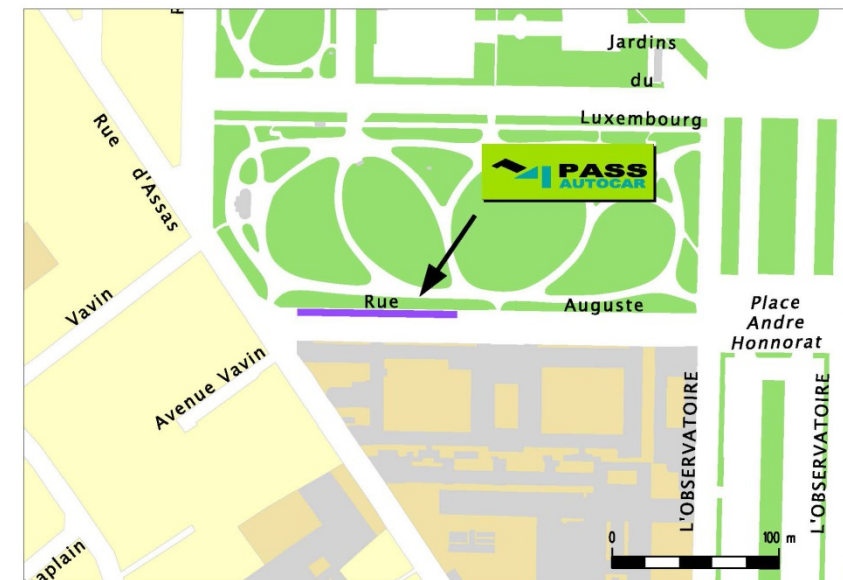 Jardins
du
Luxembourg
Rue
d'Assas
PASS
AUTOCAR
Vavin
Rue Auguste
Place
Andre
Honnorat
Avenue Vavin
L'OBSERVATOIRE
L'OBSERVATOIRE
0 100 m
aplain